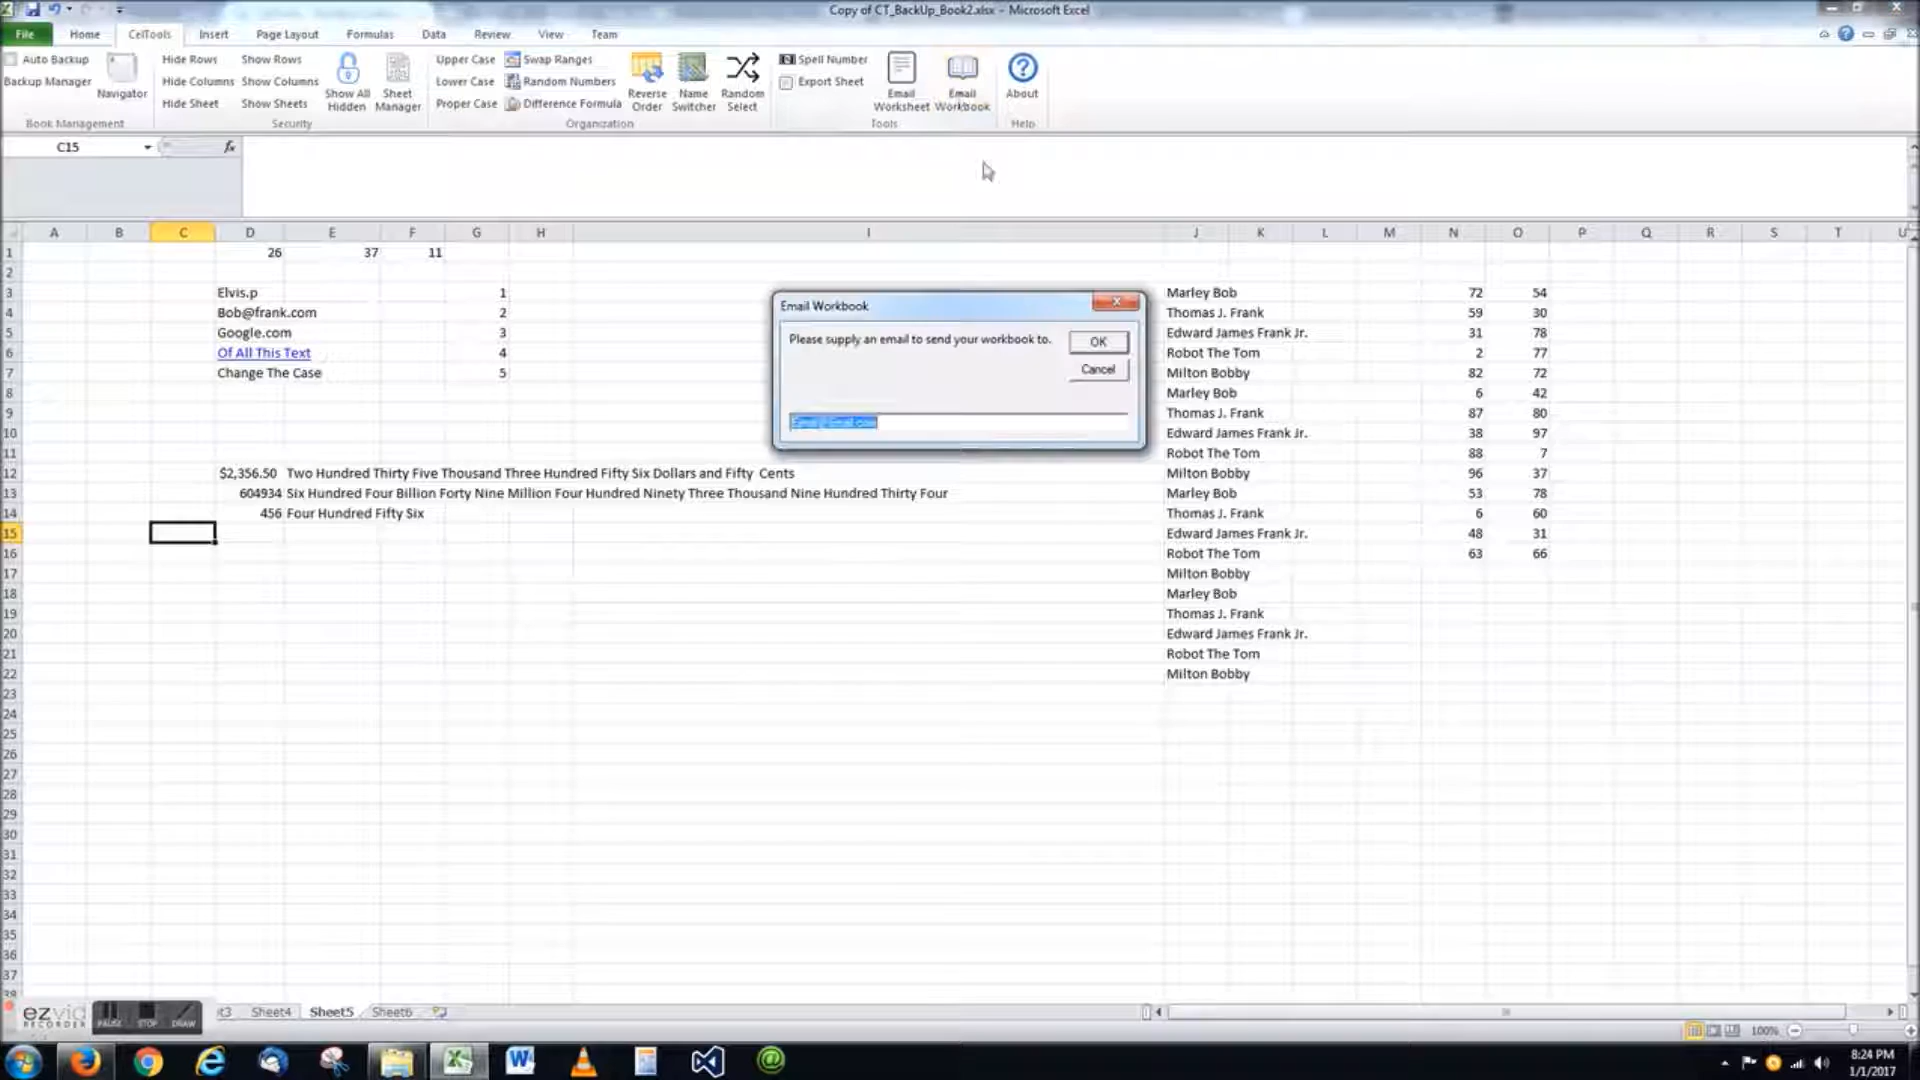 Copy of CT_BackUp_Book2.xlsx - Microsoft Excel
File Home CelTools Insert Page Layout Formulas Data Review View Team
Auto Backup
Backup Manager
Navigator
Book Management
Hide Rows Show Rows
Hide Columns Show Columns
Hide Sheet Show Sheets
Show All Hidden
Sheet Manager
Security
Upper Case Swap Ranges
Lower Case Random Numbers
Proper Case Difference Formula
Reverse Order
Name Switcher
Random Select
Organization
Spell Number
Export Sheet
Email Worksheet
Email Workbook
Tools
About
Help
C15 fx
A B C D E F G H I J K L M N O P Q R S T U
1 26 37 11
2
3 Elvis.p 1 Marley Bob 72 54
4 Bob@frank.com 2 Thomas J. Frank 59 30
5 Google.com 3 Edward James Frank Jr. 31 78
6 Of All This Text 4 Robot The Tom 2 77
7 Change The Case 5 Milton Bobby 82 72
8 Marley Bob 6 42
9 Thomas J. Frank 87 80
10 Edward James Frank Jr. 38 97
11 Robot The Tom 88 7
12 $2,356.50 Two Hundred Thirty Five Thousand Three Hundred Fifty Six Dollars and Fifty Cents Milton Bobby 96 37
13 604934 Six Hundred Four Billion Forty Nine Million Four Hundred Ninety Three Thousand Nine Hundred Thirty Four Marley Bob 53 78
14 456 Four Hundred Fifty Six Thomas J. Frank 6 60
15 Edward James Frank Jr. 48 31
16 Robot The Tom 63 66
17 Milton Bobby
18 Marley Bob
19 Thomas J. Frank
20 Edward James Frank Jr.
21 Robot The Tom
22 Milton Bobby
23
24
25
26
27
28
29
30
31
32
33
34
35
36
37
38
Email Workbook
Please supply an email to send your workbook to.
OK
Cancel
ezvid
RECORDER
PAUSE STOP DRAW
Sheet4 Sheet5 Sheet6
100%
8:24 PM
1/1/2017